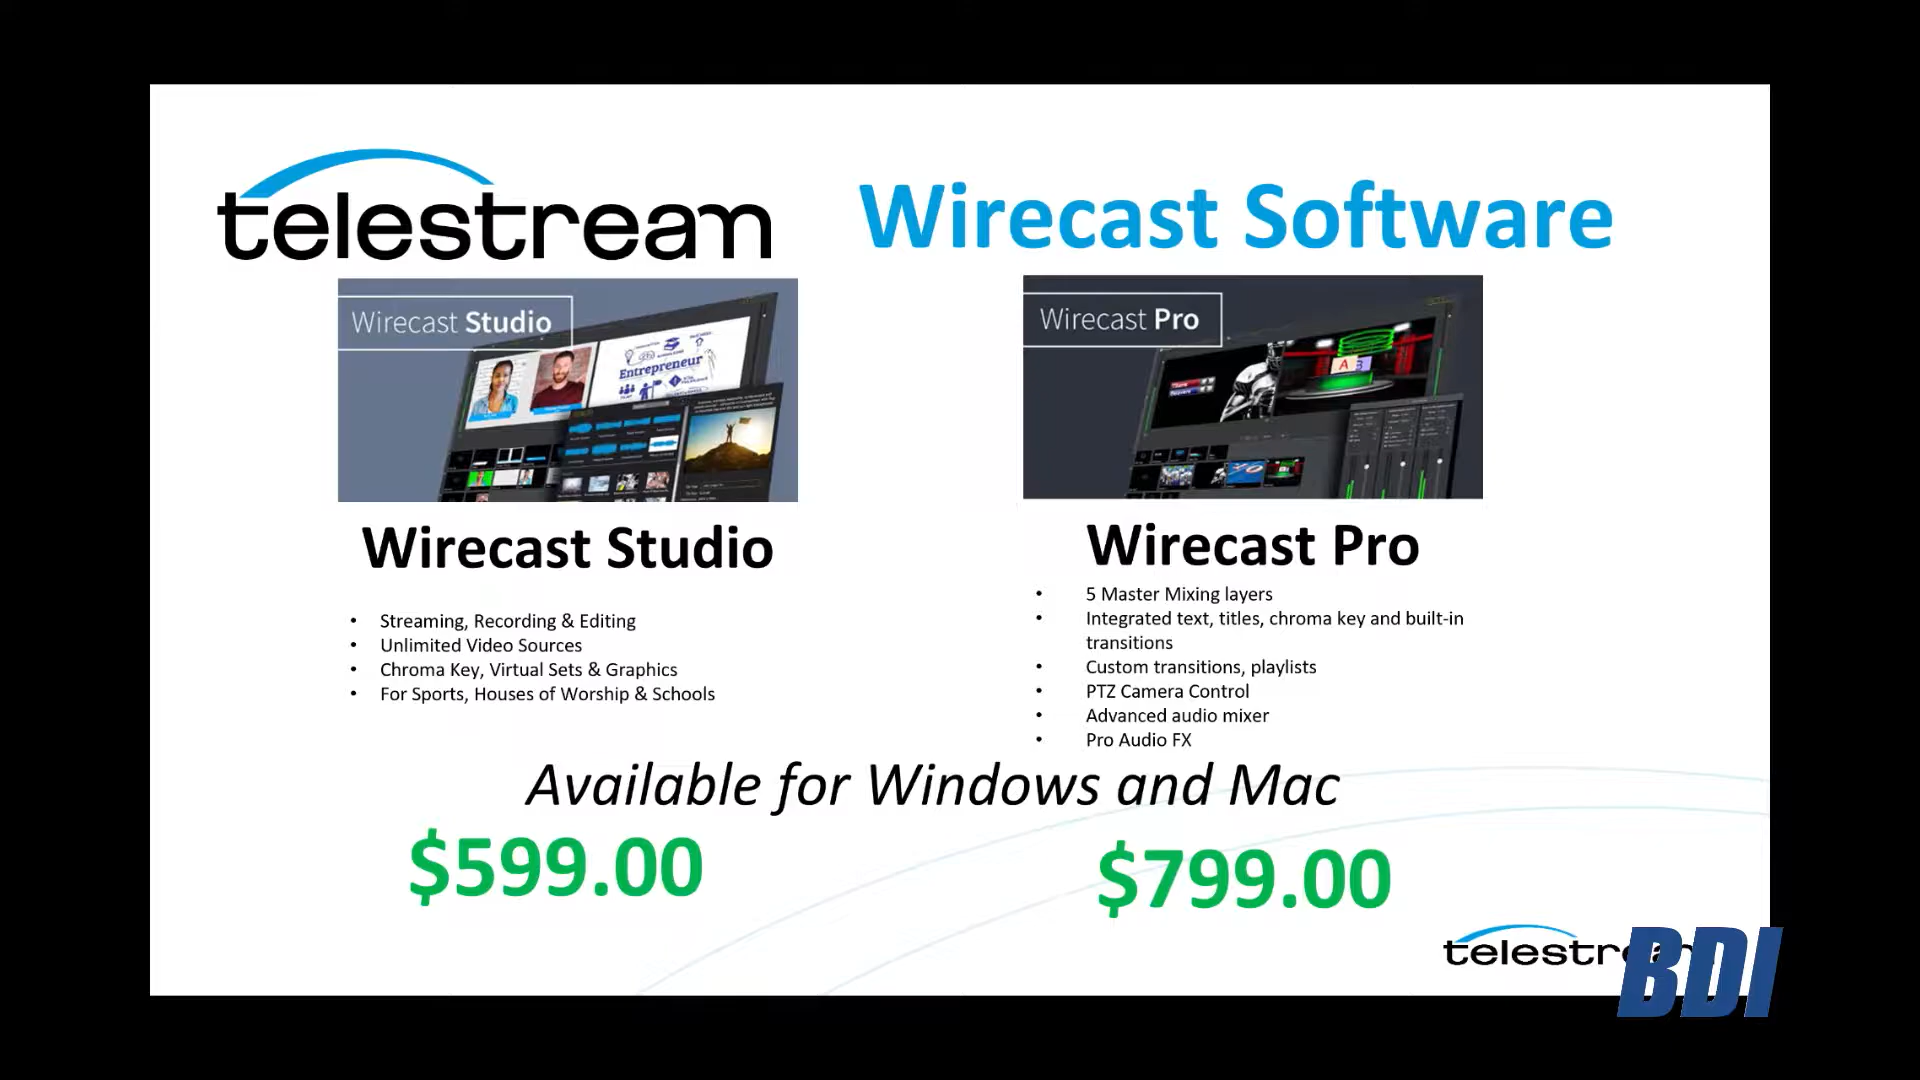 telestream
Wirecast Software
Wirecast Studio
Entrepreneur
Wirecast Pro
A
B
Wirecast Studio
• Streaming, Recording & Editing
• Unlimited Video Sources
• Chroma Key, Virtual Sets & Graphics
• For Sports, Houses of Worship & Schools
Wirecast Pro
• 5 Master Mixing layers
• Integrated text, titles, chroma key and built-in
transitions
• Custom transitions, playlists
• PTZ Camera Control
• Advanced audio mixer
• Pro Audio FX
Available for Windows and Mac
$599.00
$799.00
telestream
BDI